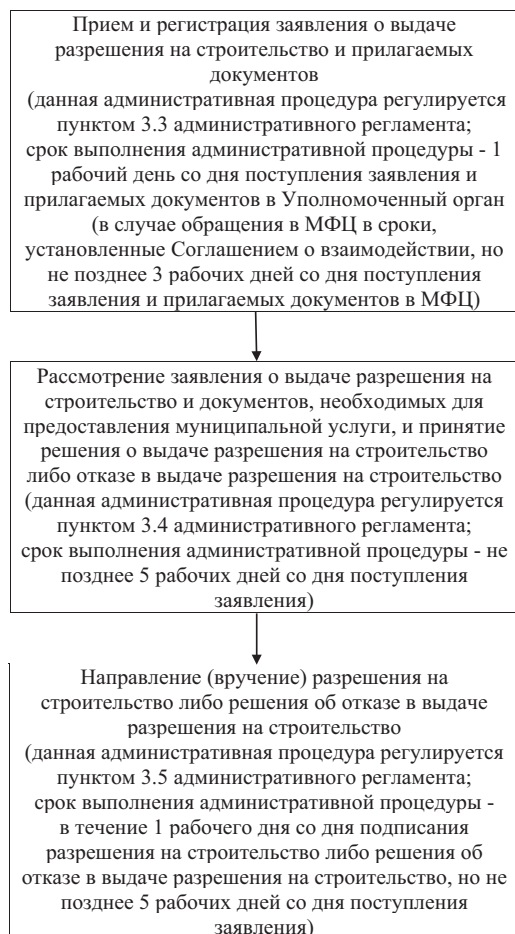 Прием и регистрация заявления о выдаче
разрешения на строительство и прилагаемых
документов
(данная административная процедура регулируется
пунктом 3.3 административного регламента;
срок выполнения административной процедуры - 1
рабочий день со дня поступления заявления и
прилагаемых документов в Уполномоченный орган
(в случае обращения в МФЦ в сроки,
установленные Соглашением о взаимодействии, но
не позднее 3 рабочих дней со дня поступления
заявления и прилагаемых документов в МФЦ)
Рассмотрение заявления о выдаче разрешения на
строительство и документов, необходимых для
предоставления муниципальной услуги, и принятие
решения о выдаче разрешения на строительство
либо отказе в выдаче разрешения на строительство
(данная административная процедура регулируется
пунктом 3.4 административного регламента;
срок выполнения административной процедуры - не
позднее 5 рабочих дней со дня поступления
заявления)
Направление (вручение) разрешения на
строительство либо решения об отказе в выдаче
разрешения на строительство
(данная административная процедура регулируется
пунктом 3.5 административного регламента;
срок выполнения административной процедуры -
в течение 1 рабочего дня со дня подписания
разрешения на строительство либо решения об
отказе в выдаче разрешения на строительство, но не
позднее 5 рабочих дней со дня поступления
заявления)